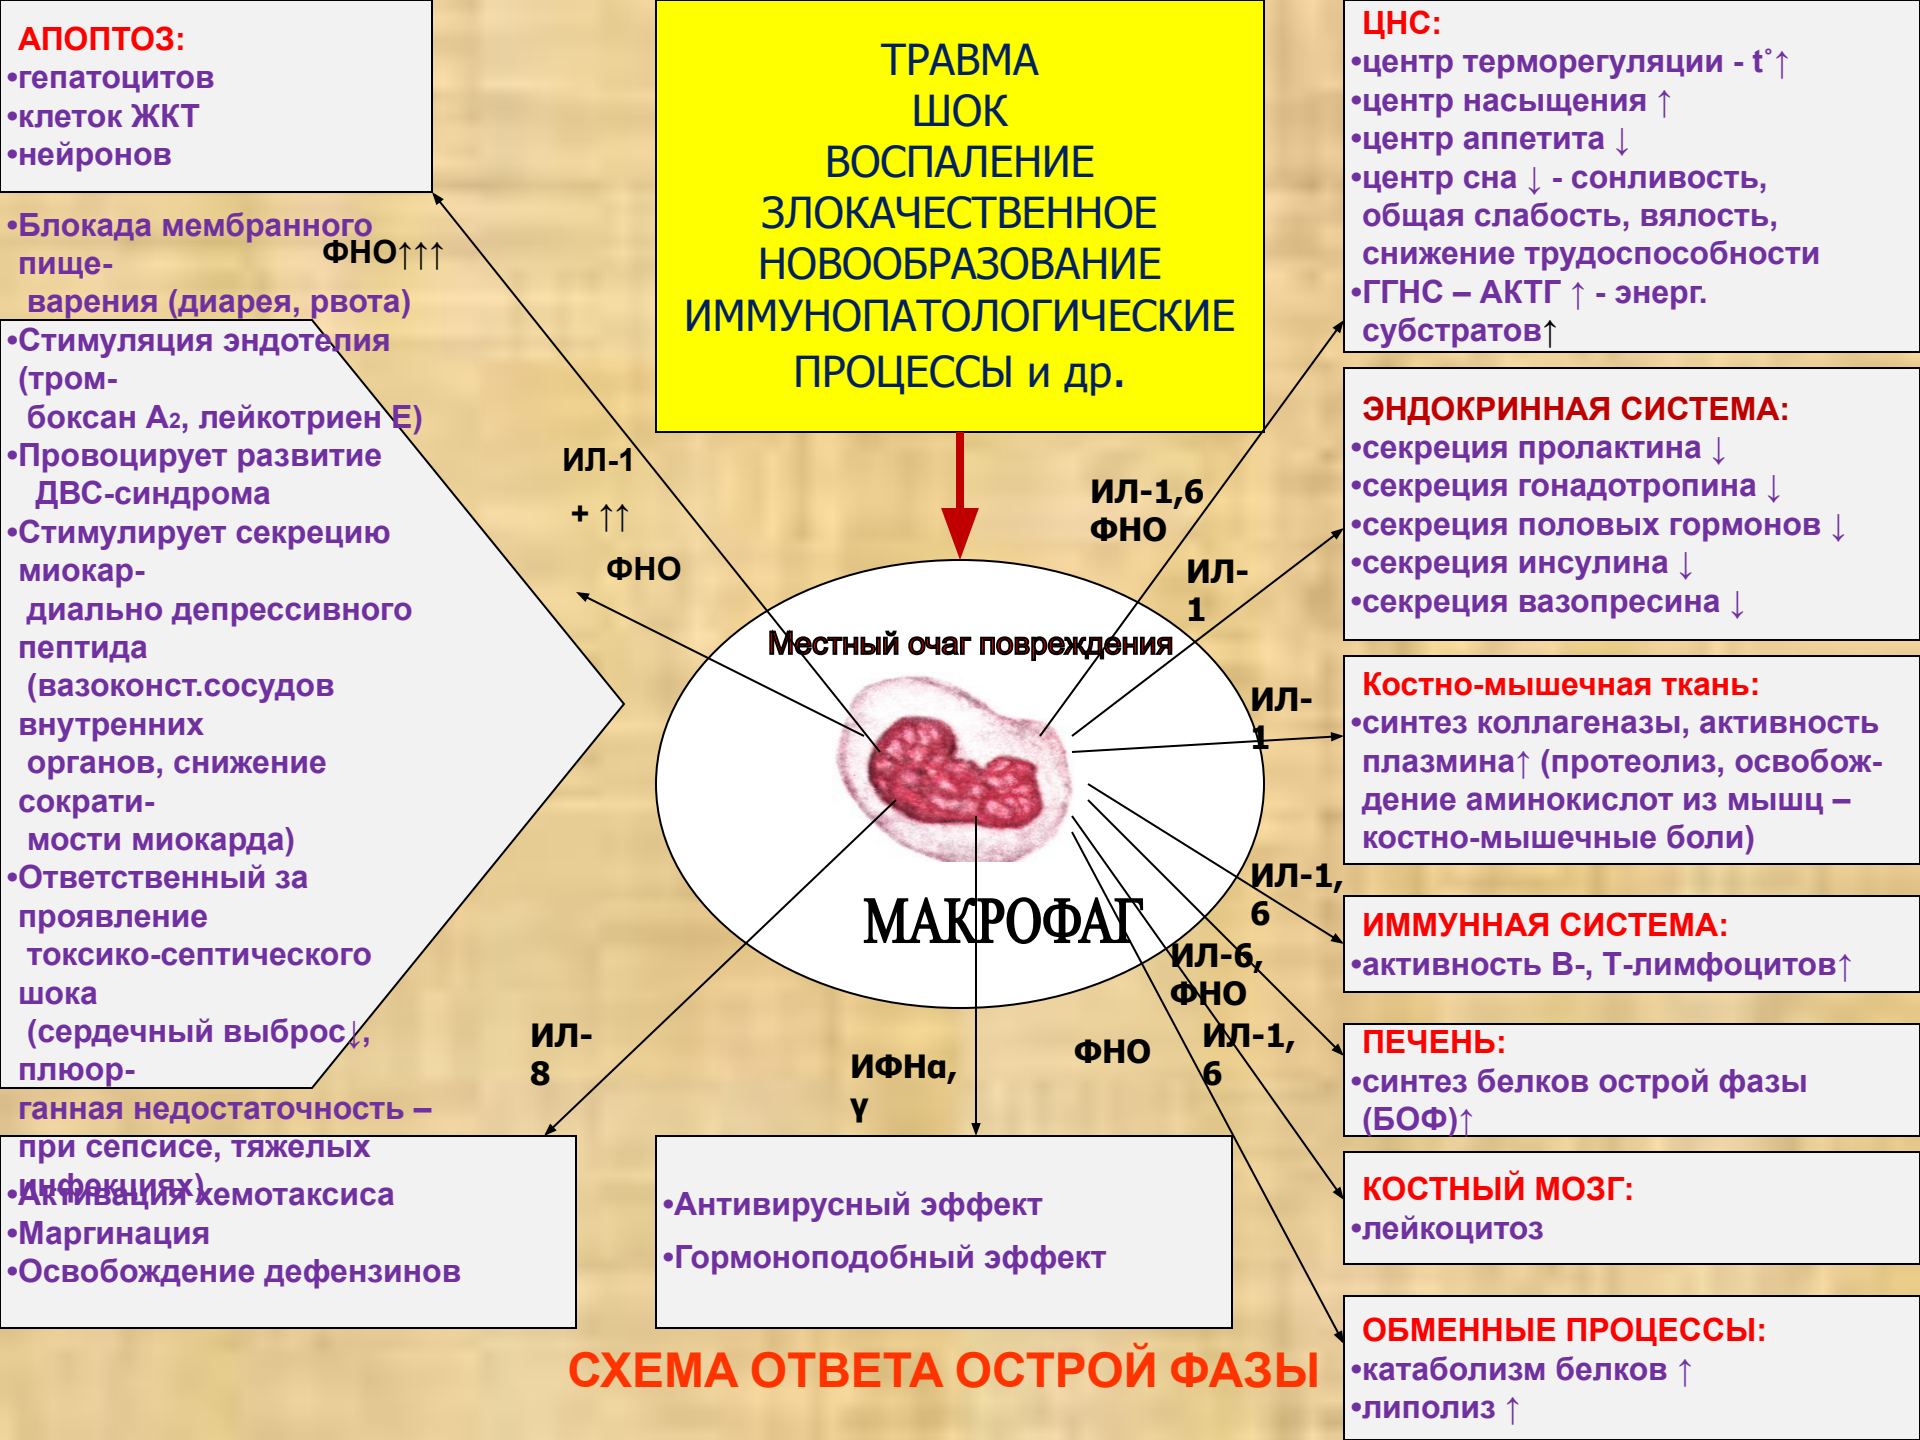 АПОПТОЗ:
•гепатоцитов
•клеток ЖКТ
•нейронов
•Блокада мембранного
пище-
варения (диарея, рвота)
•Стимуляция эндотелия
(тром-
боксан А2, лейкотриен Е)
•Провоцирует развитие
ДВС-синдрома
•Стимулирует секрецию
миокар-
диально депрессивного
пептида
(вазоконст.сосудов
внутренних
органов, снижение
сократи-
мости миокарда)
•Ответственный за
проявление
токсико-септического
шока
(сердечный выброс↓,
плюор-
ганная недостаточность –
при сепсисе, тяжелых
инфекциях)
•Активация хемотаксиса
•Маргинация
•Освобождение дефензинов
ТРАВМА
ШОК
ВОСПАЛЕНИЕ
ЗЛОКАЧЕСТВЕННОЕ
НОВООБРАЗОВАНИЕ
ИММУНОПАТОЛОГИЧЕСКИЕ
ПРОЦЕССЫ и др.
ФНО↑↑↑
ИЛ-1
+ ↑↑
ФНО
ИЛ-1,6
ФНО
ИЛ-
1
ИЛ-
1
Местный очаг повреждения
МАКРОФАГ
ИЛ-1,
6
ИЛ-6,
ФНО
ИЛ-1,
6
ФНО
ИФНα,
γ
ИЛ-
8
•Антивирусный эффект
•Гормоноподобный эффект
СХЕМА ОТВЕТА ОСТРОЙ ФАЗЫ
ЦНС:
•центр терморегуляции - t˚↑
•центр насыщения ↑
•центр аппетита ↓
•центр сна ↓ - сонливость,
общая слабость, вялость,
снижение трудоспособности
•ГГНС – АКТГ ↑ - энерг.
субстратов↑
ЭНДОКРИННАЯ СИСТЕМА:
•секреция пролактина ↓
•секреция гонадотропина ↓
•секреция половых гормонов ↓
•секреция инсулина ↓
•секреция вазопресина ↓
Костно-мышечная ткань:
•синтез коллагеназы, активность
плазмина↑ (протеолиз, освобож-
дение аминокислот из мышц –
костно-мышечные боли)
ИММУННАЯ СИСТЕМА:
•активность В-, Т-лимфоцитов↑
ПЕЧЕНЬ:
•синтез белков острой фазы
(БОФ)↑
КОСТНЫЙ МОЗГ:
•лейкоцитоз
ОБМЕННЫЕ ПРОЦЕССЫ:
•катаболизм белков ↑
•липолиз ↑